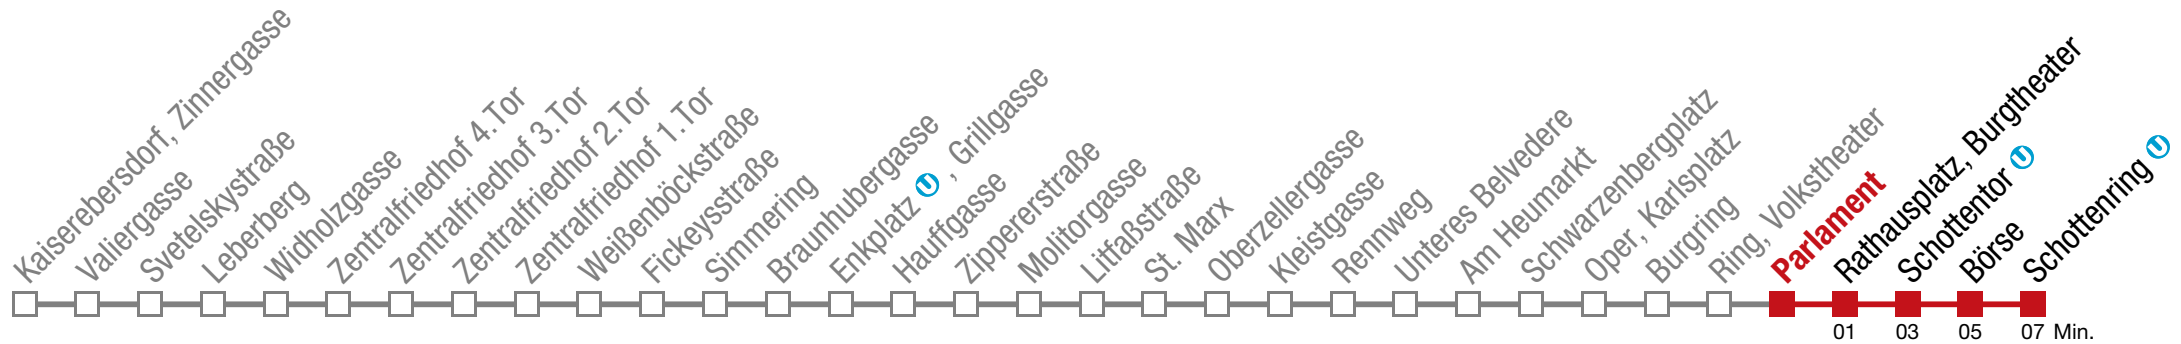 Kaiserebersdorf, Zinnergasse
Valiergasse
Svetelskystraße
Leberberg
Widholzgasse
Zentralfriedhof 4.Tor
Zentralfriedhof 3.Tor
Zentralfriedhof 2.Tor
Zentralfriedhof 1.Tor
Weißenböckstraße
Fickeysstraße
Simmering
Braunhubergasse
Enkplatz U, Grillgasse
Hauffgasse
Zippererstraße
Molitorgasse
Litfaßstraße
St. Marx
Oberzellergasse
Kleistgasse
Rennweg
Unteres Belvedere
Am Heumarkt
Schwarzenbergplatz
Oper, Karlsplatz
Burgring
Ring, Volkstheater
Parlament
Rathausplatz, Burgtheater
Schottentor U
Börse
Schottenring U
01 03 05 07 Min.